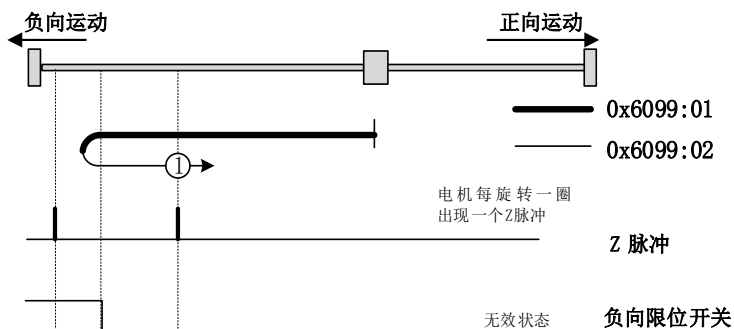 负向运动
正向运动
0x6099:01
0x6099:02
1
电机每旋转一圈
出现一个Z脉冲
Z 脉冲
无效状态
负向限位开关